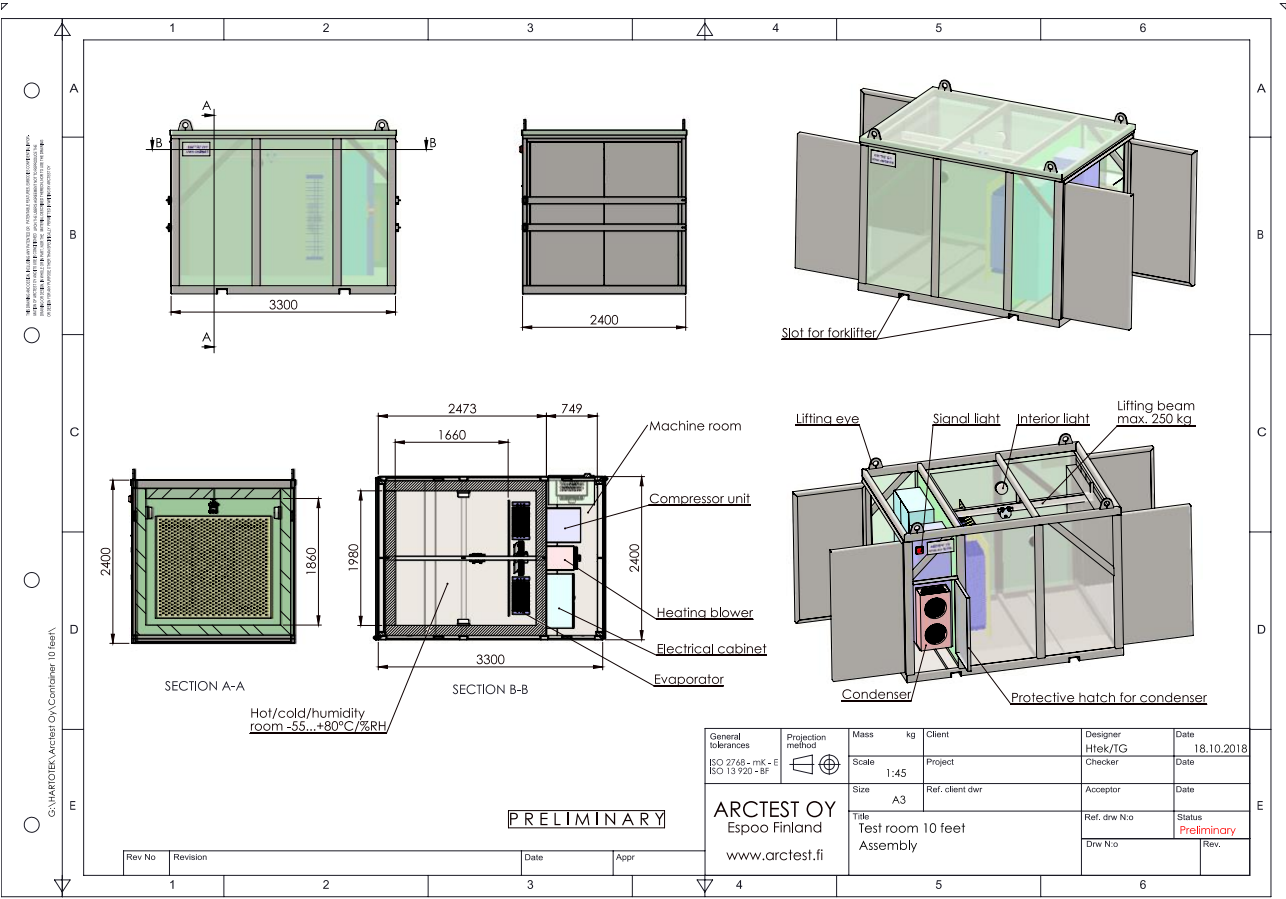 1 2 3 4 5 6
A A
B B
C C
D D
E E
A
B B
A
3300
2400
Slot for forklifter
2473 749
1660
Machine room
Compressor unit
Heating blower
Electrical cabinet
Evaporator
1980
2400
3300
SECTION B-B
2400
1860
SECTION A-A
Hot/cold/humidity
room -55...+80°C/%RH
Lifting eye
Signal light
Interior light
Lifting beam
max. 250 kg
Condenser
Protective hatch for condenser
G:\HARTOTEK\Arctest Oy\Container 10 feet\
PRELIMINARY
General
tolerances
ISO 2768 - mK - E
ISO 13 920 - BF
Projection
method
Mass kg
Client
Designer
Htek/TG
Date
18.10.2018
Scale
1:45
Project
Checker
Date
Size
A3
Ref. client dwr
Acceptor
Date
ARCTEST OY
Espoo Finland
www.arctest.fi
Title
Test room 10 feet
Assembly
Ref. drw N:o
Status
Preliminary
Drw N:o
Rev.
Rev No Revision Date Appr
1 2 3 4 5 6